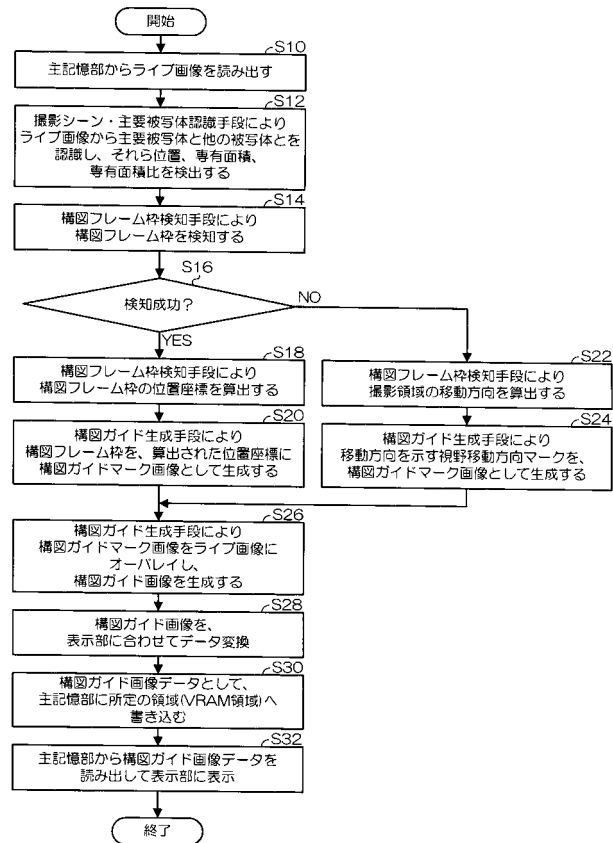 開始
S10
主記憶部からライブ画像を読み出す
S12
撮影シーン・主要被写体認識手段により
ライブ画像から主要被写体と他の被写体とを
認識し、それら位置、専有面積、
専有面積比を検出する
S14
構図フレーム枠検知手段により
構図フレーム枠を検知する
S16
検知成功?
NO
YES
S18
構図フレーム枠検知手段により
構図フレーム枠の位置座標を算出する
S20
構図ガイド生成手段により
構図フレーム枠を、算出された位置座標に
構図ガイドマーク画像として生成する
S22
構図フレーム枠検知手段により
撮影領域の移動方向を算出する
S24
構図ガイド生成手段により
移動方向を示す視野移動方向マークを、
構図ガイドマーク画像として生成する
S26
構図ガイド生成手段により
構図ガイドマーク画像をライブ画像に
オーバレイし、
構図ガイド画像を生成する
S28
構図ガイド画像を、
表示部に合わせてデータ変換
S30
構図ガイド画像データとして、
主記憶部に所定の領域(VRAM領域)へ
書き込む
S32
主記憶部から構図ガイド画像データを
読み出して表示部に表示
終了